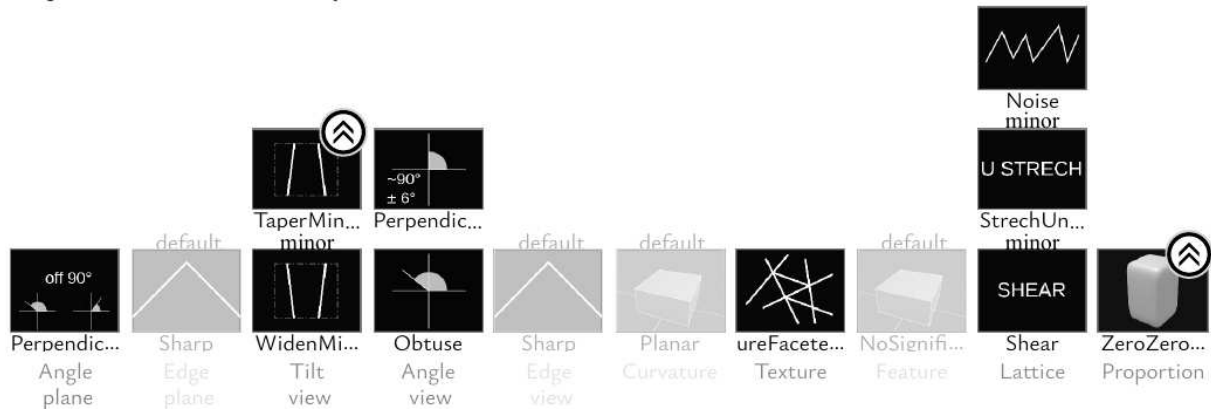 Noise
minor
~90°
± 6°
U STRECH
TaperMin...
Perpendic...
StrechUn...
default
minor
default
default
default
minor
off 90°
SHEAR
Perpendic...
Sharp
WidenMi...
Obtuse
Sharp
Planar
ureFacete...
NoSignifi...
Shear
ZeroZero...
Angle
plane
Edge
plane
Tilt
view
Angle
view
Edge
view
Curvature
Texture
Feature
Lattice
Proportion